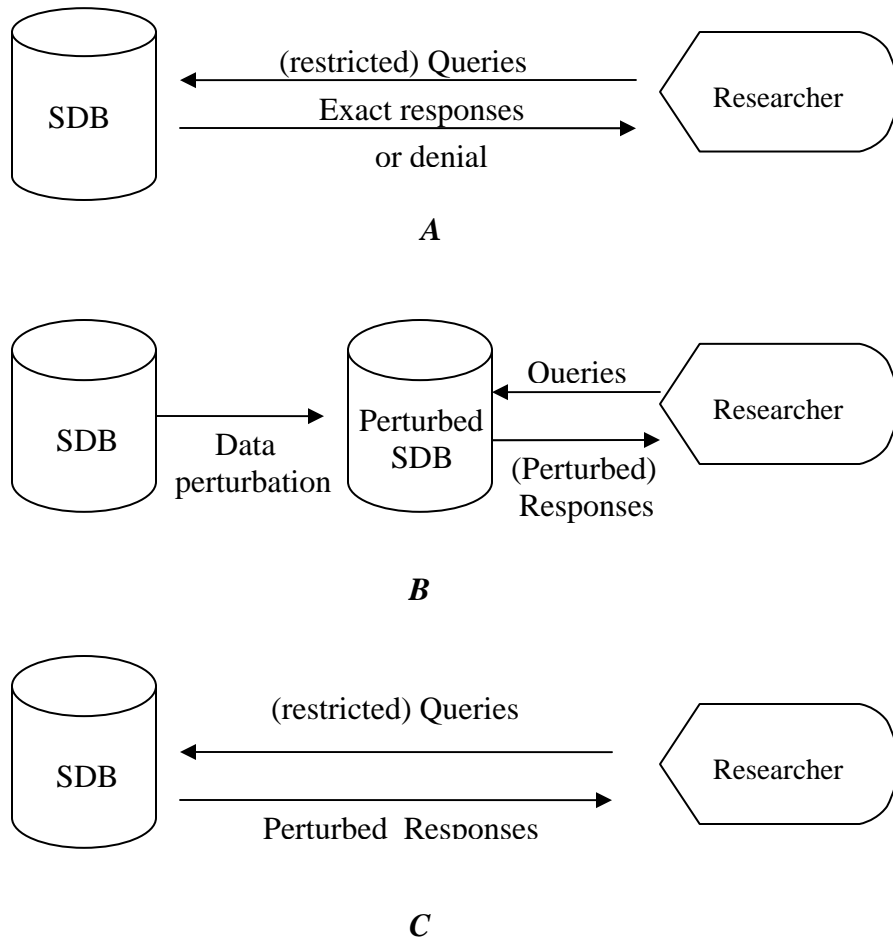 SDB
(restricted) Queries
Exact responses
or denial
Researcher
A
SDB
Data
perturbation
Perturbed
SDB
Queries
(Perturbed)
Responses
Researcher
B
SDB
(restricted) Queries
Perturbed Responses
Researcher
C